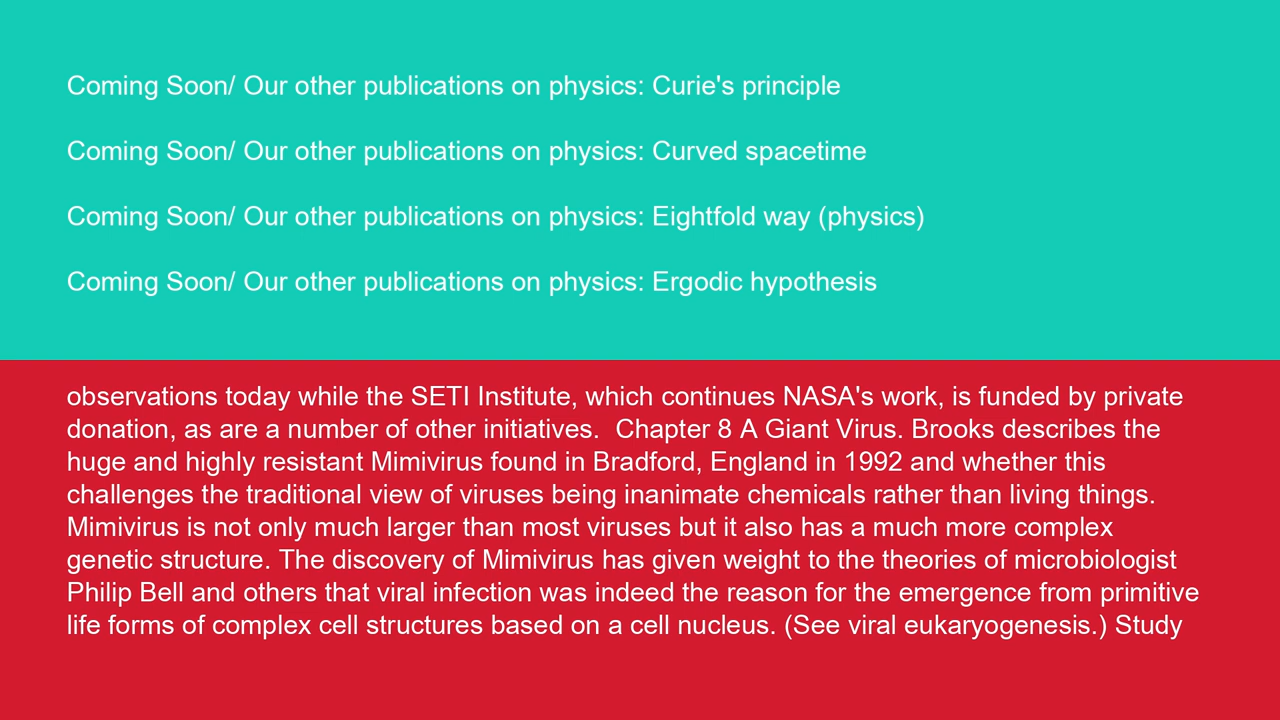 Coming Soon/ Our other publications on physics: Curie's principle
Coming Soon/ Our other publications on physics: Curved spacetime
Coming Soon/ Our other publications on physics: Eightfold way (physics)
Coming Soon/ Our other publications on physics: Ergodic hypothesis
observations today while the SETI Institute, which continues NASA's work, is funded by private
donation, as are a number of other initiatives.  Chapter 8 A Giant Virus. Brooks describes the
huge and highly resistant Mimivirus found in Bradford, England in 1992 and whether this
challenges the traditional view of viruses being inanimate chemicals rather than living things.
Mimivirus is not only much larger than most viruses but it also has a much more complex
genetic structure. The discovery of Mimivirus has given weight to the theories of microbiologist
Philip Bell and others that viral infection was indeed the reason for the emergence from primitive
life forms of complex cell structures based on a cell nucleus. (See viral eukaryogenesis.) Study